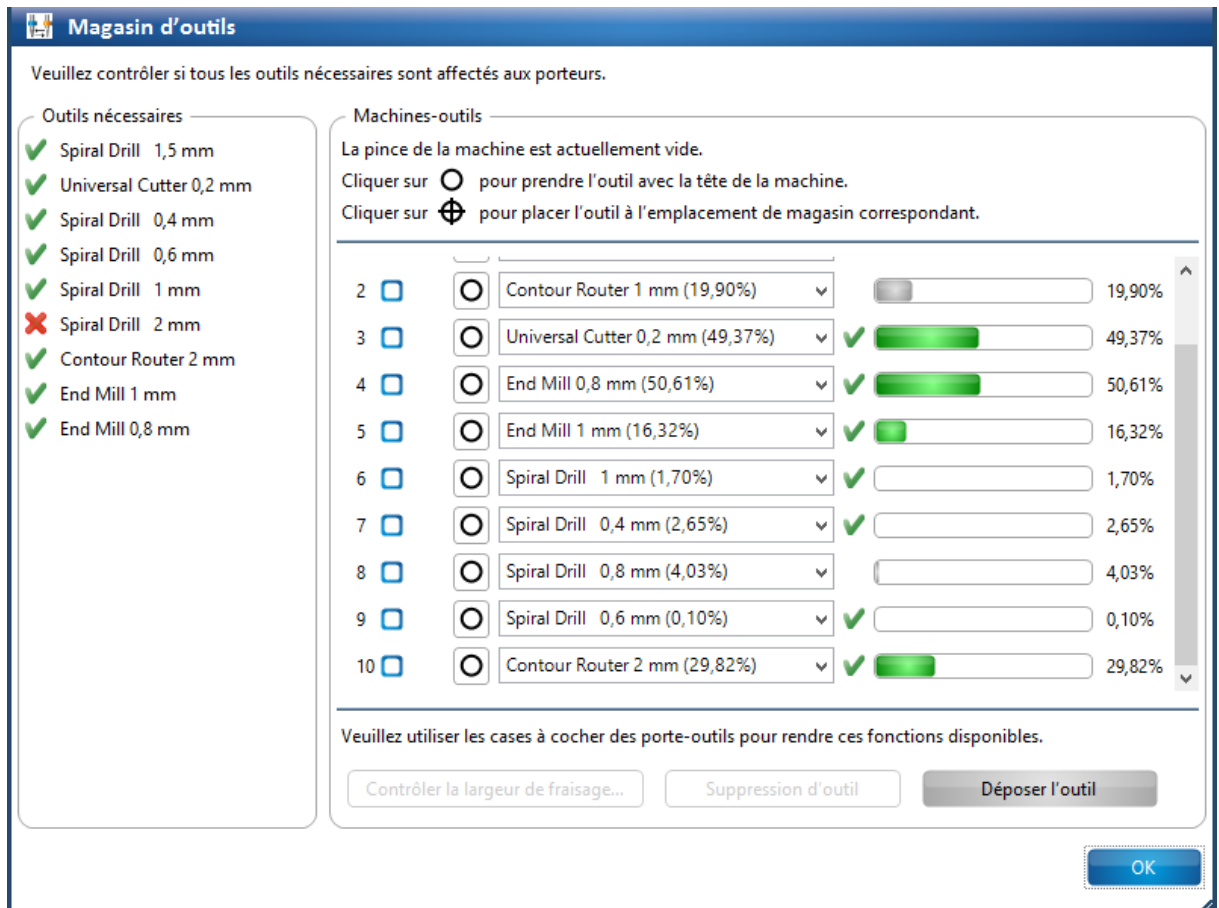 Magasin d'outils
Veuillez contrôler si tous les outils nécessaires sont affectés aux porteurs.
Outils nécessaires
Spiral Drill 1,5 mm
Universal Cutter 0,2 mm
Spiral Drill 0,4 mm
Spiral Drill 0,6 mm
Spiral Drill 1 mm
Spiral Drill 2 mm
Contour Router 2 mm
End Mill 1 mm
End Mill 0,8 mm
Machines-outils
La pince de la machine est actuellement vide.
Cliquer sur pour prendre l'outil avec la tête de la machine.
Cliquer sur pour placer l'outil à l'emplacement de magasin correspondant.
2 Contour Router 1 mm (19,90%) 19,90%
3 Universal Cutter 0,2 mm (49,37%) 49,37%
4 End Mill 0,8 mm (50,61%) 50,61%
5 End Mill 1 mm (16,32%) 16,32%
6 Spiral Drill 1 mm (1,70%) 1,70%
7 Spiral Drill 0,4 mm (2,65%) 2,65%
8 Spiral Drill 0,8 mm (4,03%) 4,03%
9 Spiral Drill 0,6 mm (0,10%) 0,10%
10 Contour Router 2 mm (29,82%) 29,82%
Veuillez utiliser les cases à cocher des porte-outils pour rendre ces fonctions disponibles.
Contrôler la largeur de fraisage... Suppression d'outil Déposer l'outil
OK